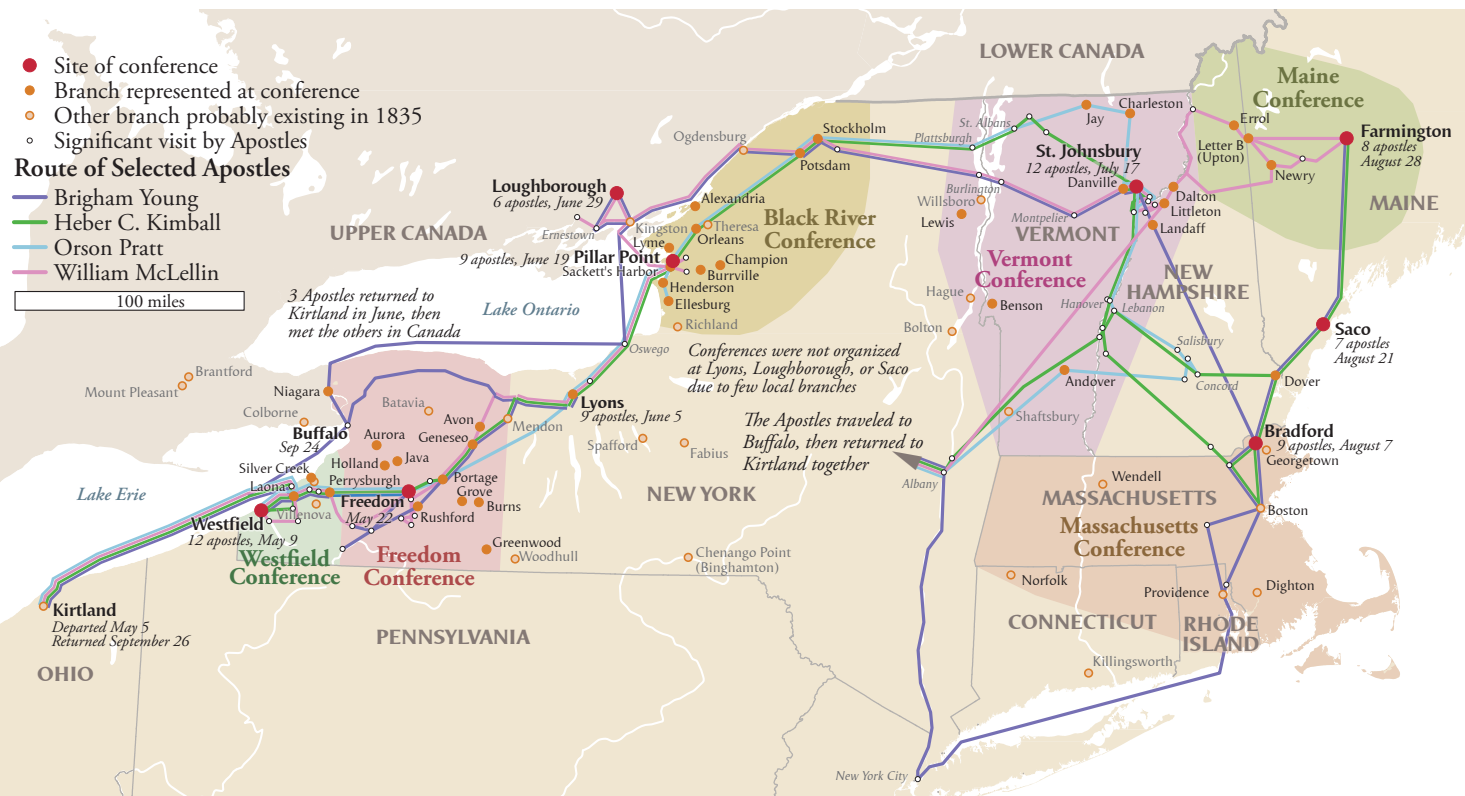 Site of conference
Branch represented at conference
Other branch probably existing in 1835
Significant visit by Apostles
Route of Selected Apostles
Brigham Young
Heber C. Kimball
Orson Pratt
William McLellin
100 miles
LOWER CANADA
UPPER CANADA
Maine
Conference
Errol
Letter B
(Upton)
Newry
Farmington
8 apostles
August 28
MAINE
Charleston
Jay
St. Albans
Plattsburgh
St. Johnsbury
12 apostles, July 17
Danville
Dalton
Littleton
Landaff
Burlington
Willsboro
Lewis
Montpelier
VERMONT
Vermont
Conference
NEW
HAMPSHIRE
Hague
Benson
Bolton
Hanover
Lebanon
Salisbury
Concord
Andover
Shaftsbury
Saco
7 apostles
August 21
Dover
Bradford
9 apostles, August 7
Georgetown
Ogdensburg
Stockholm
Potsdam
Loughborough
6 apostles, June 29
Ernestown
Kingston
Alexandria
Theresa
Orleans
Lyme
9 apostles, June 19
Pillar Point
Sackett's Harbor
Champion
Burrville
Henderson
Ellesburg
Richland
Black River
Conference
3 Apostles returned to
Kirtland in June, then
met the others in Canada
Lake Ontario
Oswego
Conferences were not organized
at Lyons, Loughborough, or Saco
due to few local branches
The Apostles traveled to
Buffalo, then returned to
Kirtland together
Brantford
Mount Pleasant
Niagara
Colborne
Buffalo
Sep 24
Batavia
Avon
Geneseo
Mendon
Lyons
9 apostles, June 5
Spafford
Fabius
Aurora
Holland
Java
Silver Creek
Laona
Perrysburgh
Villenova
Freedom
May 22
Portage
Grove
Burns
Rushford
Greenwood
Woodhull
Westfield
12 apostles, May 9
Westfield
Conference
Freedom
Conference
Lake Erie
NEW YORK
Chenango Point
(Binghamton)
Albany
Wendell
MASSACHUSETTS
Massachusetts
Conference
Boston
Norfolk
Providence
Dighton
CONNECTICUT
RHODE
ISLAND
Killingsworth
New York City
Kirtland
Departed May 5
Returned September 26
OHIO
PENNSYLVANIA